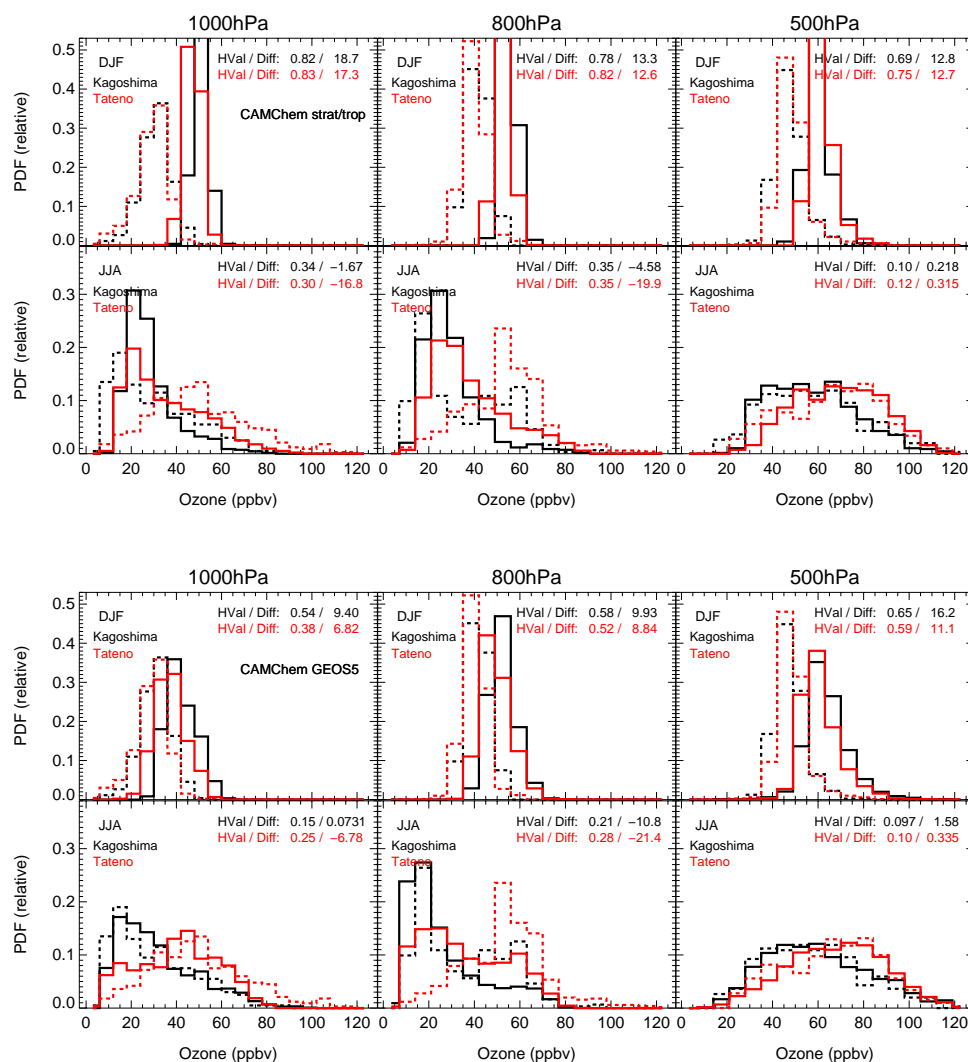 1000hPa 800hPa 500hPa
0.5
0.4
0.3
0.2
0.1
0.0
PDF (relative)
DJF
Kagoshima
Tateno
HVal / Diff: 0.82 / 18.7
HVal / Diff: 0.83 / 17.3
CAMChem strat/trop
DJF
Kagoshima
Tateno
HVal / Diff: 0.78 / 13.3
HVal / Diff: 0.82 / 12.6
DJF
Kagoshima
Tateno
HVal / Diff: 0.69 / 12.8
HVal / Diff: 0.75 / 12.7
0.3
0.2
0.1
0.0
PDF (relative)
JJA
Kagoshima
Tateno
HVal / Diff: 0.34 / −1.67
HVal / Diff: 0.30 / −16.8
JJA
Kagoshima
Tateno
HVal / Diff: 0.35 / −4.58
HVal / Diff: 0.35 / −19.9
JJA
Kagoshima
Tateno
HVal / Diff: 0.10 / 0.218
HVal / Diff: 0.12 / 0.315
0 20 40 60 80 100 120 0 20 40 60 80 100 120 0 20 40 60 80 100 120
Ozone (ppbv) Ozone (ppbv) Ozone (ppbv)
1000hPa 800hPa 500hPa
0.5
0.4
0.3
0.2
0.1
0.0
PDF (relative)
DJF
Kagoshima
Tateno
HVal / Diff: 0.54 / 9.40
HVal / Diff: 0.38 / 6.82
CAMChem GEOS5
DJF
Kagoshima
Tateno
HVal / Diff: 0.58 / 9.93
HVal / Diff: 0.52 / 8.84
DJF
Kagoshima
Tateno
HVal / Diff: 0.65 / 16.2
HVal / Diff: 0.59 / 11.1
0.3
0.2
0.1
0.0
PDF (relative)
JJA
Kagoshima
Tateno
HVal / Diff: 0.15 / 0.0731
HVal / Diff: 0.25 / −6.78
JJA
Kagoshima
Tateno
HVal / Diff: 0.21 / −10.8
HVal / Diff: 0.28 / −21.4
JJA
Kagoshima
Tateno
HVal / Diff: 0.097 / 1.58
HVal / Diff: 0.10 / 0.335
0 20 40 60 80 100 120 0 20 40 60 80 100 120 0 20 40 60 80 100 120
Ozone (ppbv) Ozone (ppbv) Ozone (ppbv)